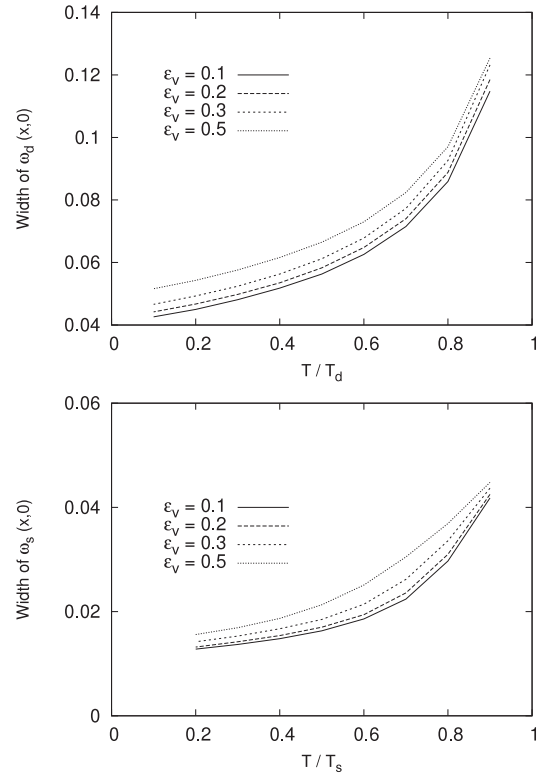 0.14
0.12
0.1
0.08
0.06
0.04
Width of ω_d (x,0)
ε_v = 0.1
ε_v = 0.2
ε_v = 0.3
ε_v = 0.5
0 0.2 0.4 0.6 0.8 1
T / T_d
0.06
0.04
0.02
0
Width of ω_s (x,0)
ε_v = 0.1
ε_v = 0.2
ε_v = 0.3
ε_v = 0.5
0 0.2 0.4 0.6 0.8 1
T / T_s